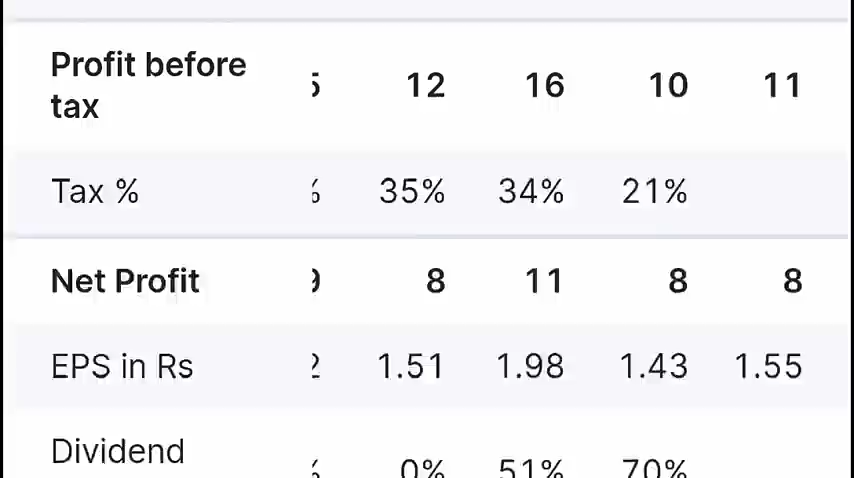 Profit before tax 12 16 10 11
Tax % 35% 34% 21%
Net Profit 8 11 8 8
EPS in Rs 1.51 1.98 1.43 1.55
Dividend 0% 51% 70%